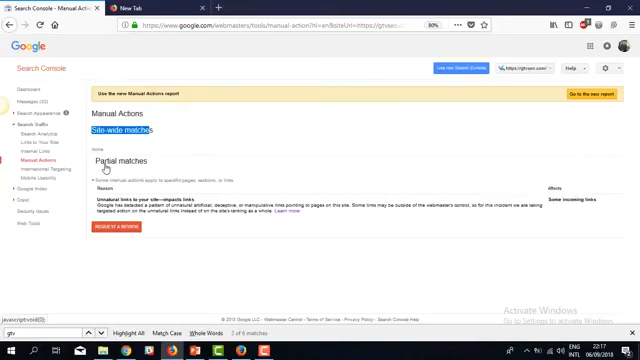 Search Console
New Tab
https://www.google.com/webmasters/tools/manual-action?hl=en&siteUrl=https://gtvseo.com/
80%
Search
Google
Search Console
Use new Search Console
https://gtvseo.com/
Help
Dashboard
Messages (52)
Search Appearance
Search Traffic
Search Analytics
Links to Your Site
Internal Links
Manual Actions
International Targeting
Mobile Usability
Google Index
Crawl
Security Issues
Web Tools
Use the new Manual Actions report
Go to the new report
Manual Actions
Site-wide matches
None
Partial matches
Some manual actions apply to specific pages, sections, or links
Reason
Affects
Unnatural links to your site—impacts links
Some incoming links
Google has detected a pattern of unnatural artificial, deceptive, or manipulative links pointing to pages on this site. Some links may be outside of the webmaster's control, so for this incident we are taking
targeted action on the unnatural links instead of on the site's ranking as a whole. Learn more
REQUEST A REVIEW
© 2018 Google LLC - Webmaster Central - Terms of Service - Privacy Policy - Search Console Help
Activate Windows
Go to Settings to activate Windows.
javascript:void(0);
gtv
Highlight All
Match Case
Whole Words
2 of 6 matches
ENG
INTL
22:17
06/09/2018